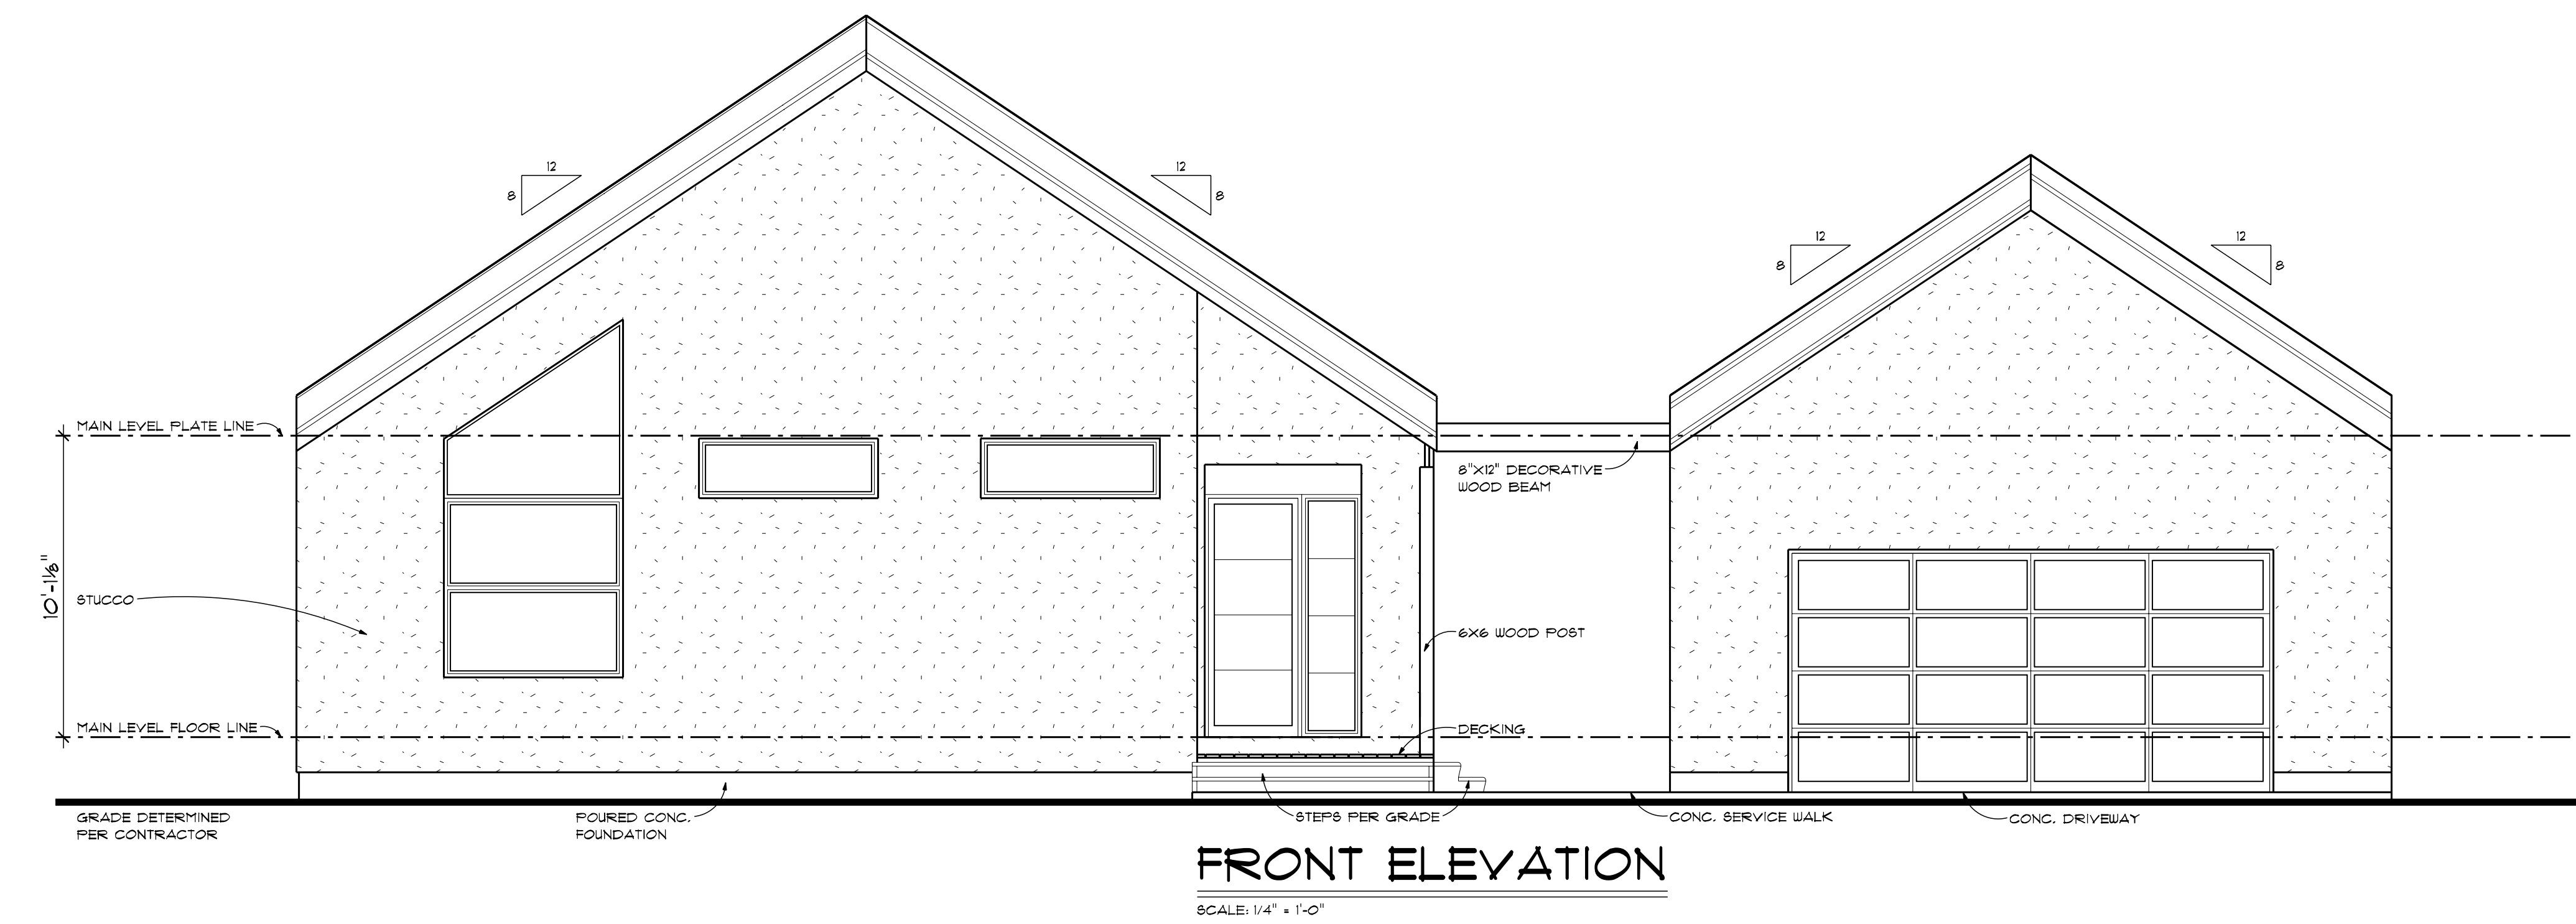 12
8
12
8
12
8
12
8
MAIN LEVEL PLATE LINE
8"X12" DECORATIVE
WOOD BEAM
10'-1⅛"
STUCCO
6X6 WOOD POST
MAIN LEVEL FLOOR LINE
DECKING
GRADE DETERMINED
PER CONTRACTOR
POURED CONC.
FOUNDATION
STEPS PER GRADE
CONC. SERVICE WALK
CONC. DRIVEWAY
FRONT ELEVATION
SCALE: 1/4" = 1'-0"